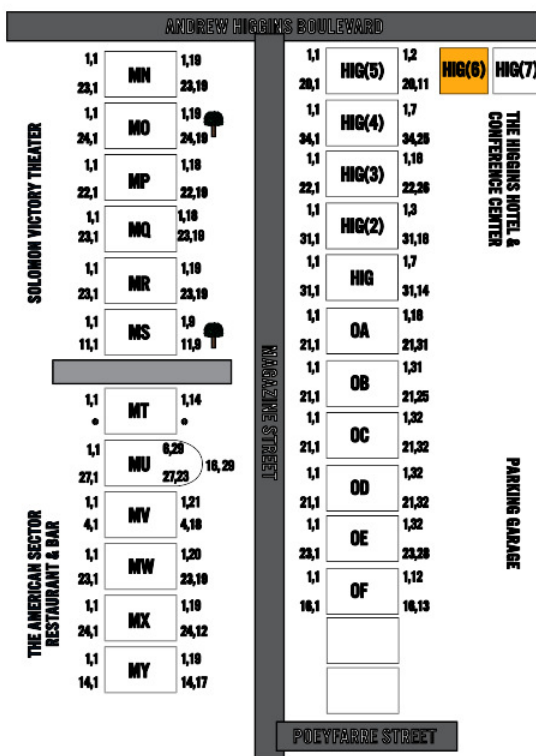 ANDREW HIGGINS BOULEVARD
SOLOMON VICTORY THEATER
1,1 MN 1,19
23,1 23,19
1,1 MO 1,19
24,1 24,19
1,1 MP 1,18
22,1 22,19
1,1 MQ 1,18
23,1 23,19
1,1 MR 1,19
23,1 23,19
1,1 MS 1,9
11,1 11,9
THE AMERICAN SECTOR
RESTAURANT & BAR
1,1 MT 1,14
1,1 MU 6,29
27,1 27,23 16,29
1,1 MV 1,21
4,1 4,18
1,1 MW 1,20
23,1 23,19
1,1 MX 1,19
24,1 24,12
1,1 MY 1,19
14,1 14,17
MAGAZINE STREET
1,1 HIG(5) 1,2 HIG(6) HIG(7)
28,1 28,11
1,1 HIG(4) 1,7
34,1 34,25
1,1 HIG(3) 1,18
22,1 22,26
1,1 HIG(2) 1,3
31,1 31,18
1,1 HIG 1,7
31,1 31,14
1,1 OA 1,18
21,1 21,31
1,1 OB 1,31
21,1 21,25
1,1 OC 1,32
21,1 21,32
1,1 OD 1,32
21,1 21,32
1,1 OE 1,32
23,1 23,28
1,1 OF 1,12
16,1 16,13
THE HIGGINS HOTEL &
CONFERENCE CENTER
PARKING GARAGE
POEYFARRE STREET